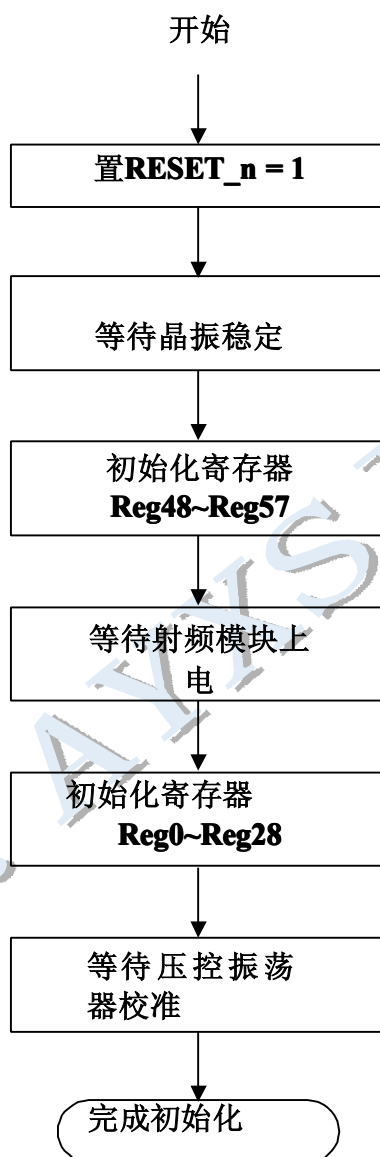 开始
置RESET_n = 1
等待晶振稳定
初始化寄存器
Reg48~Reg57
等待射频模块上
电
初始化寄存器
Reg0~Reg28
等待压控振荡
器校准
完成初始化
AYXS